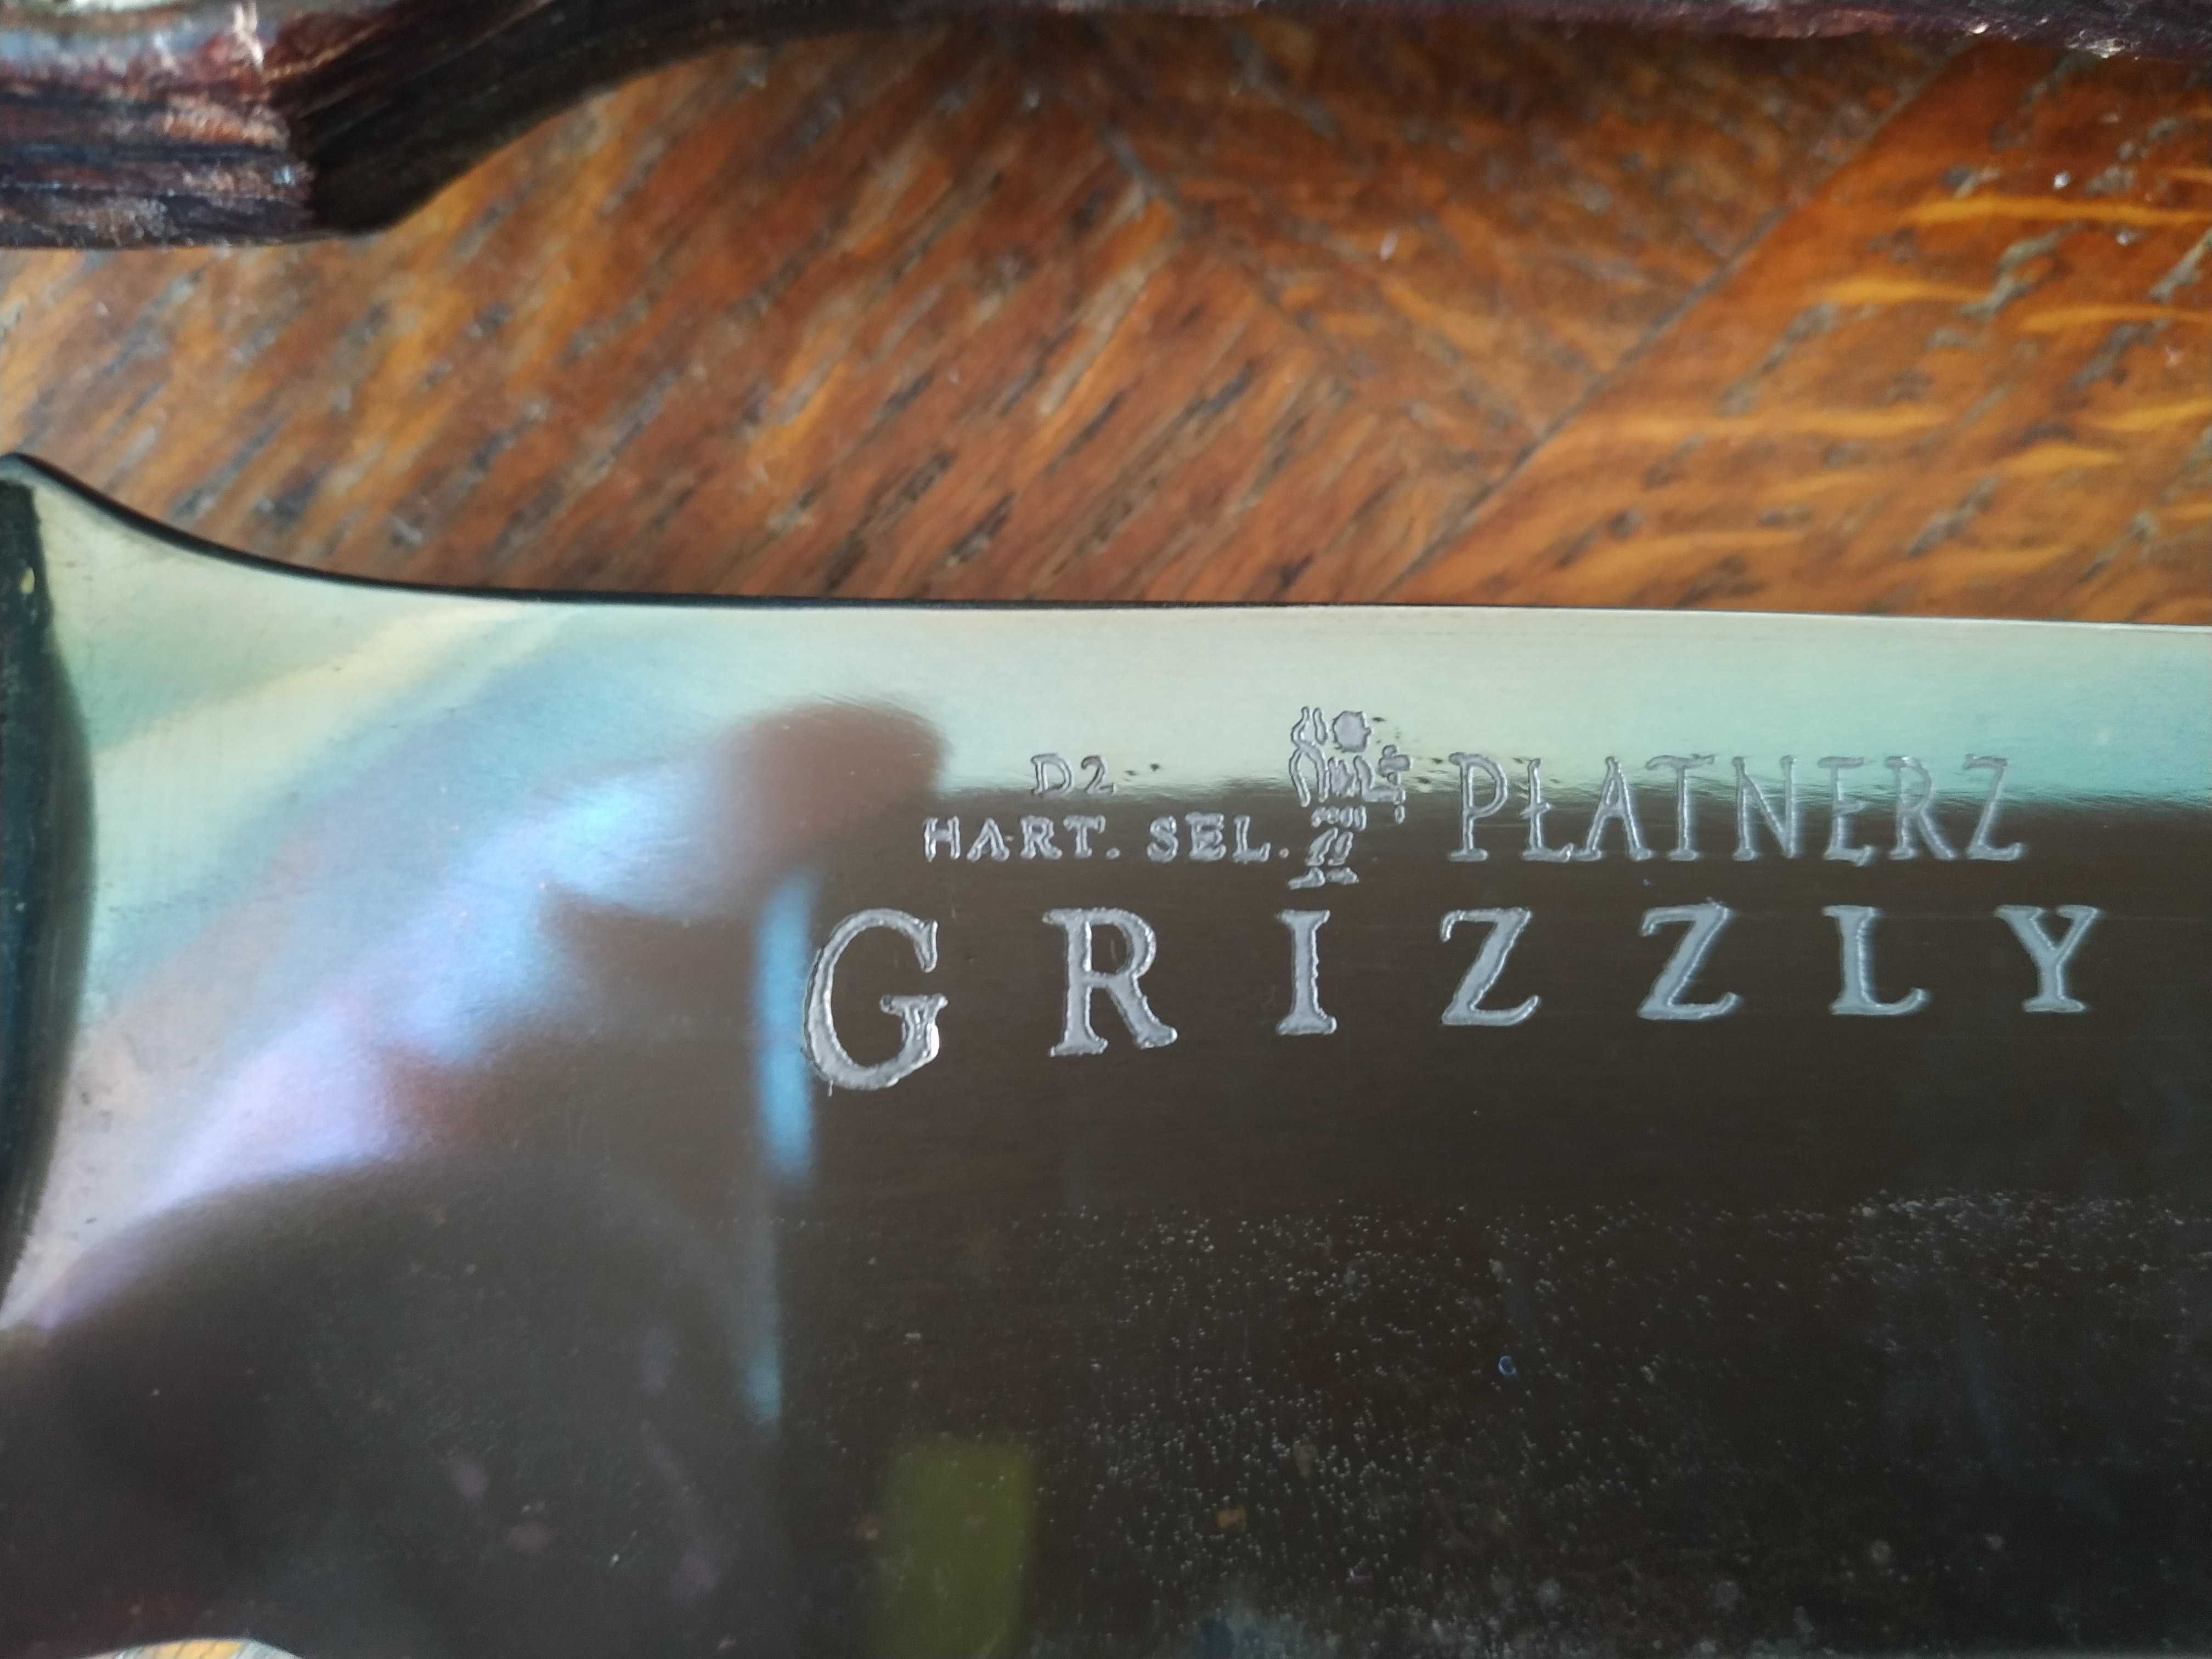 D2
HART. SEL. PŁATNERZ
GRIZZLY